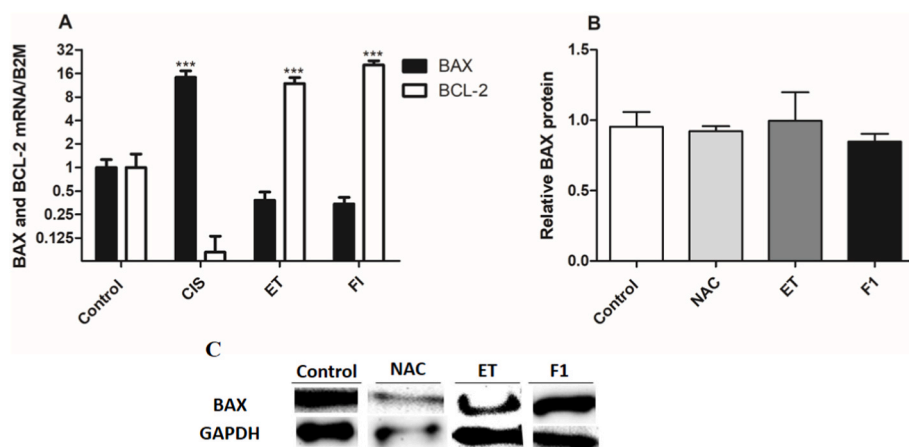 A
BAX and BCL-2 mRNA/B2M
32
16
8
4
2
1
0.5
0.25
0.125
***
***
***
BAX
BCL-2
Control
CIS
ET
FI
B
Relative BAX protein
1.5
1.0
0.5
0.0
Control
NAC
ET
F1
C
Control NAC ET F1
BAX
GAPDH